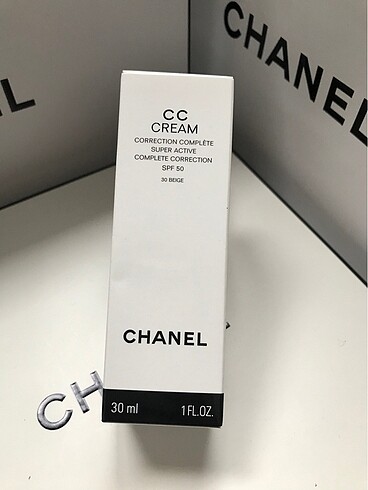 CHANEL
L
CC
CREAM
CORRECTION COMPLÈTE
SUPER ACTIVE
COMPLETE CORRECTION
SPF 50
30 BEIGE
CHANEL
CH
30 ml 1 FL.OZ.